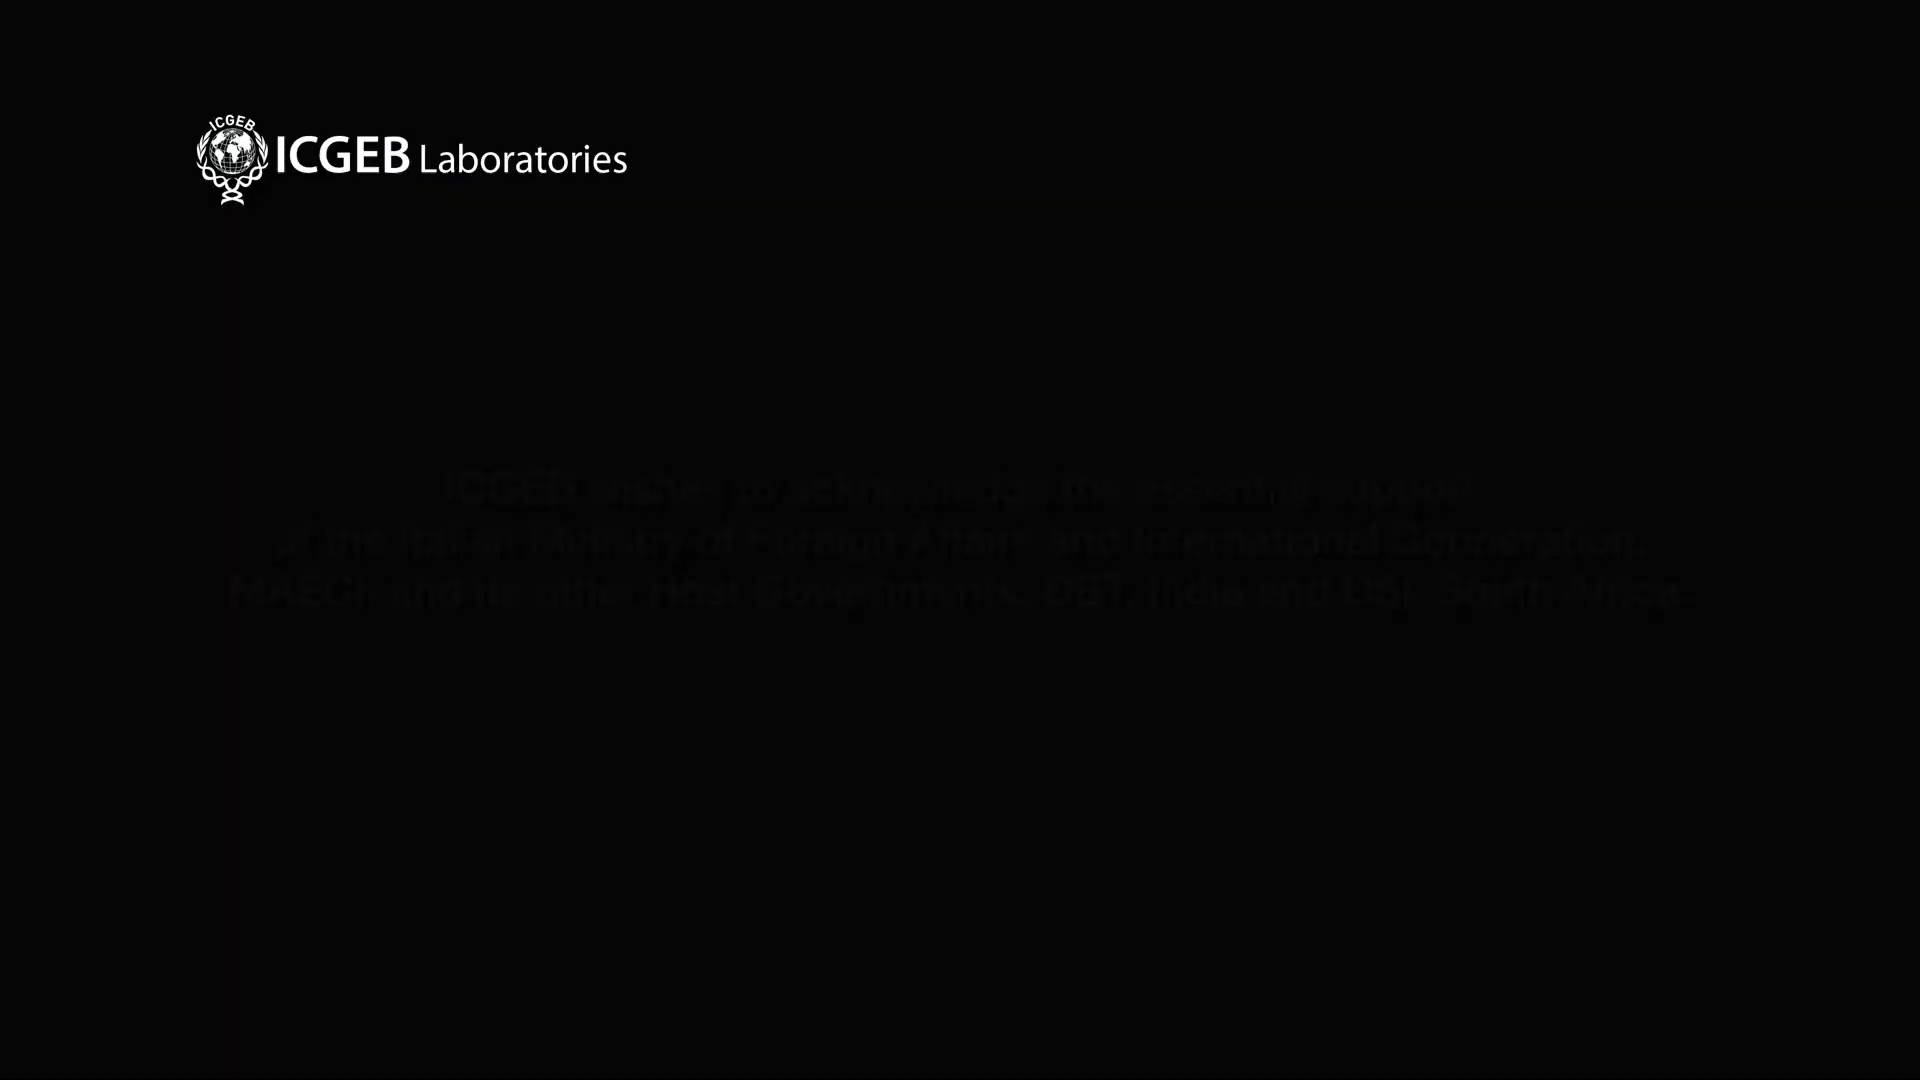 ICGEB
ICGEB Laboratories
ICGEB wishes to acknowledge the essential support
of the Italian Ministry of Foreign Affairs and International Cooperation,
MAECI, and its other Host Governments, DBT, India and DSI, South Africa.